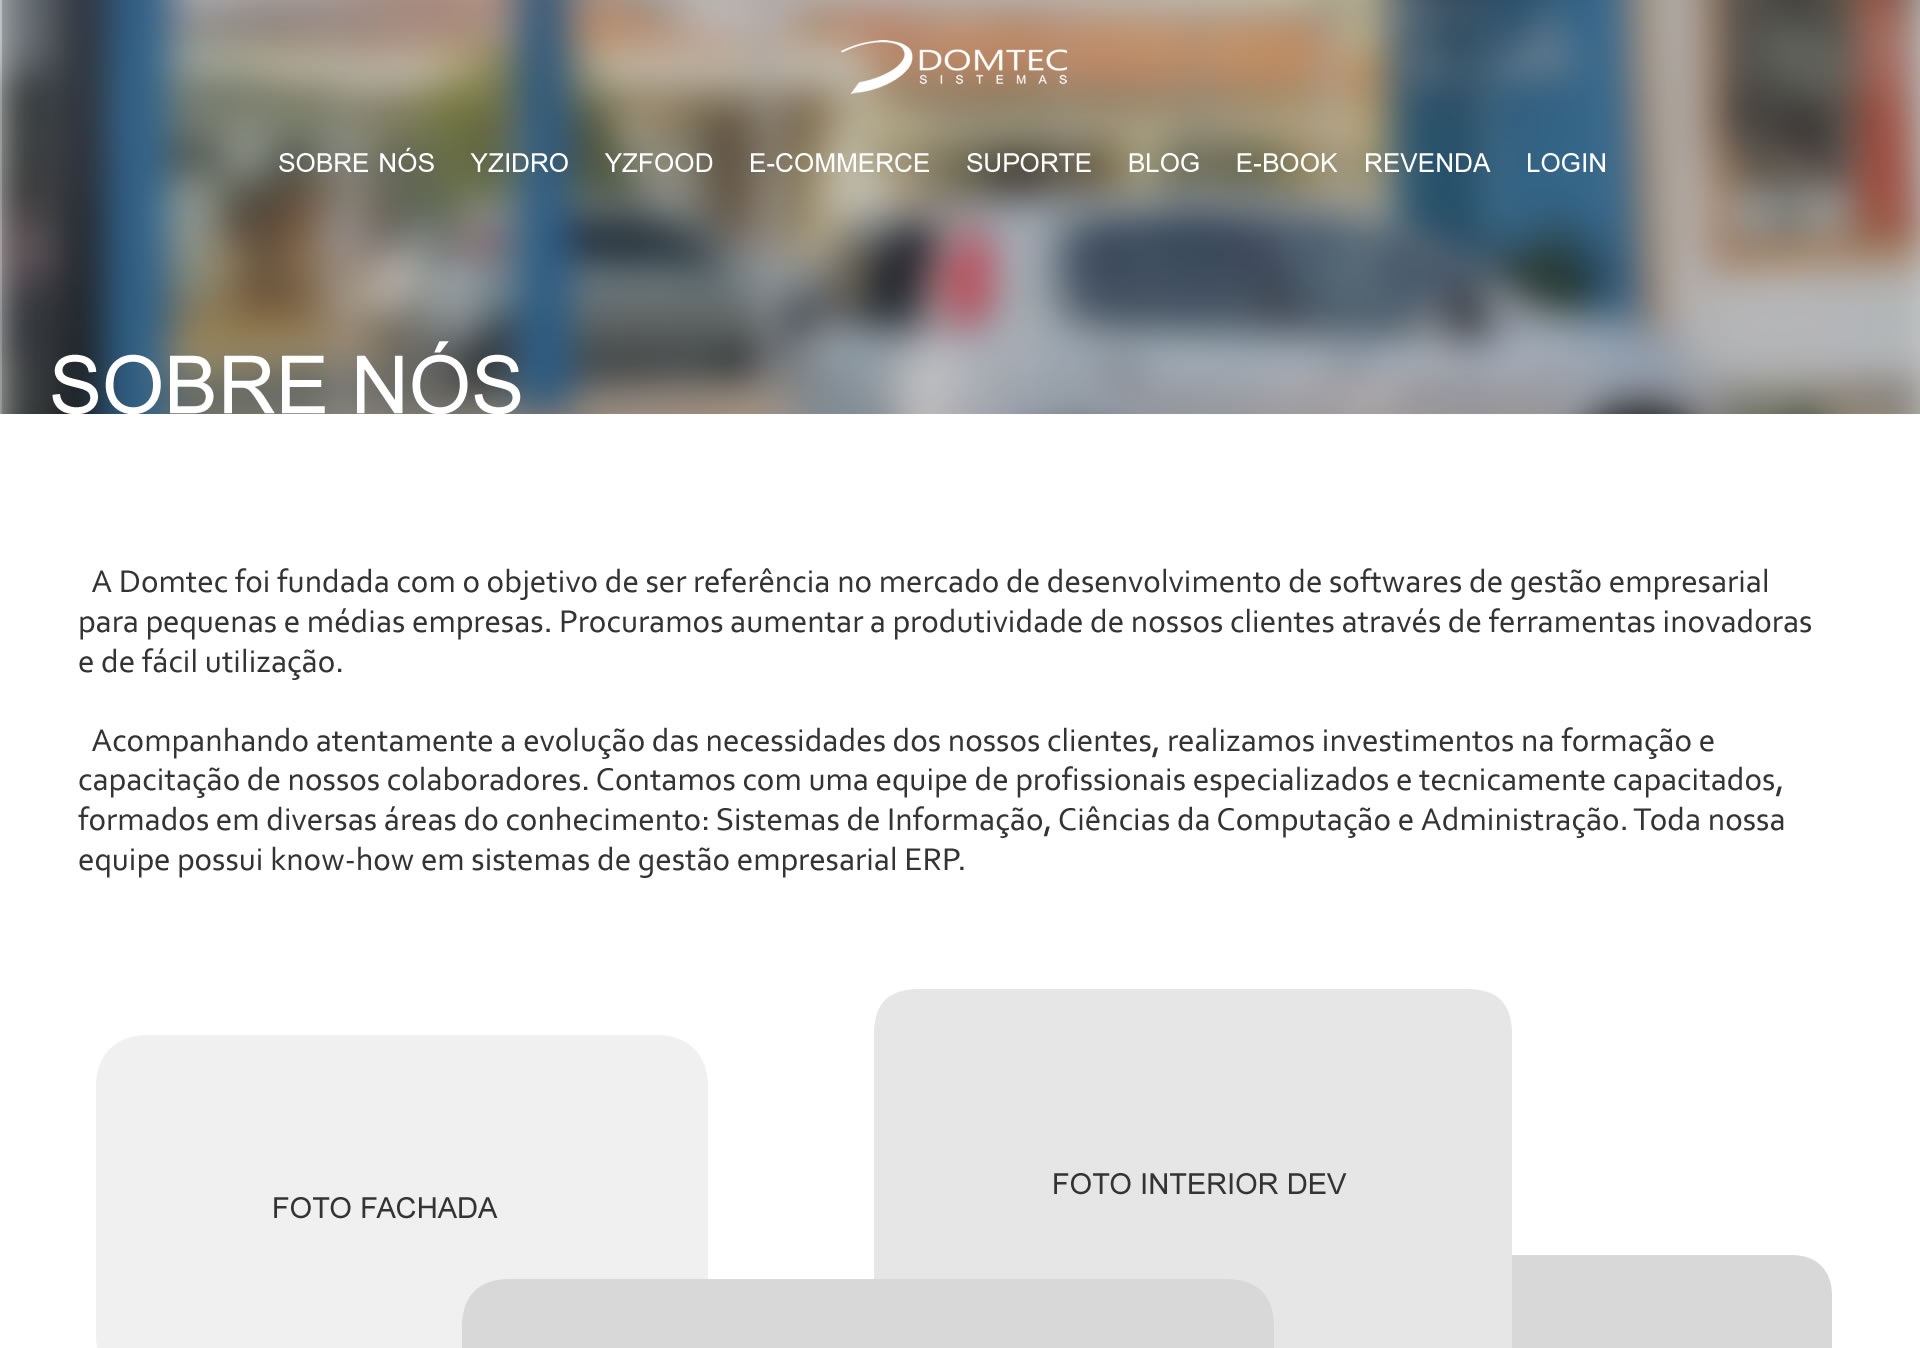 DOMTEC
SISTEMAS
SOBRE NÓS YZIDRO YZFOOD E-COMMERCE SUPORTE BLOG E-BOOK REVENDA LOGIN
SOBRE NÓS
A Domtec foi fundada com o objetivo de ser referência no mercado de desenvolvimento de softwares de gestão empresarial
para pequenas e médias empresas. Procuramos aumentar a produtividade de nossos clientes através de ferramentas inovadoras
e de fácil utilização.
Acompanhando atentamente a evolução das necessidades dos nossos clientes, realizamos investimentos na formação e
capacitação de nossos colaboradores. Contamos com uma equipe de profissionais especializados e tecnicamente capacitados,
formados em diversas áreas do conhecimento: Sistemas de Informação, Ciências da Computação e Administração. Toda nossa
equipe possui know-how em sistemas de gestão empresarial ERP.
FOTO INTERIOR DEV
FOTO FACHADA